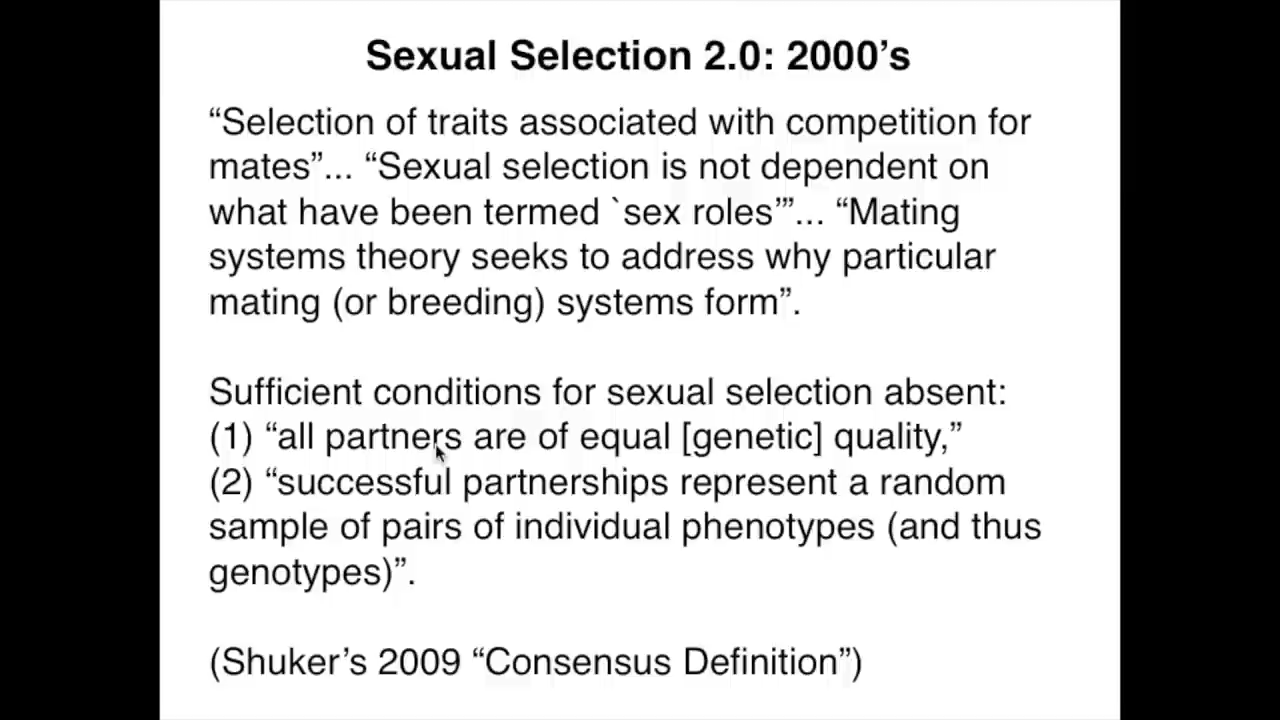 Sexual Selection 2.0: 2000’s
“Selection of traits associated with competition for
mates”... “Sexual selection is not dependent on
what have been termed `sex roles’”... “Mating
systems theory seeks to address why particular
mating (or breeding) systems form”.
Sufficient conditions for sexual selection absent:
(1) “all partners are of equal [genetic] quality,”
(2) “successful partnerships represent a random
sample of pairs of individual phenotypes (and thus
genotypes)”.
(Shuker’s 2009 “Consensus Definition”)